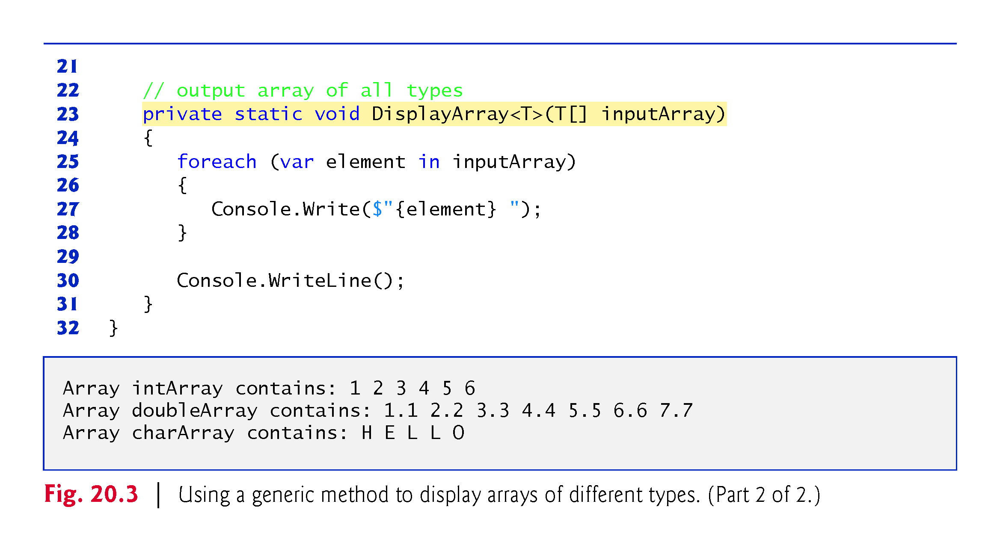 21
22 // output array of all types
23 private static void DisplayArray<T>(T[] inputArray)
24 {
25 foreach (var element in inputArray)
26 {
27 Console.Write($"{element} ");
28 }
29
30 Console.WriteLine();
31 }
32 }
Array intArray contains: 1 2 3 4 5 6
Array doubleArray contains: 1.1 2.2 3.3 4.4 5.5 6.6 7.7
Array charArray contains: H E L L O
Fig. 20.3 | Using a generic method to display arrays of different types. (Part 2 of 2.)